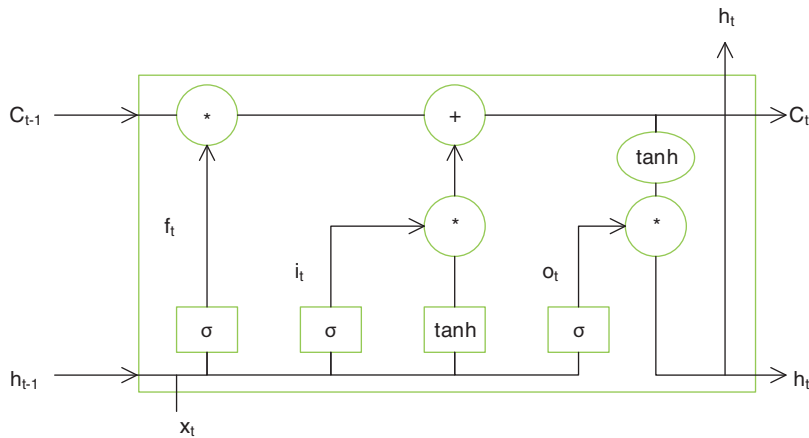 h_t
C_t-1
*
+
C_t
tanh
f_t
*
*
i_t
o_t
σ
σ
tanh
σ
h_t-1
h_t
x_t